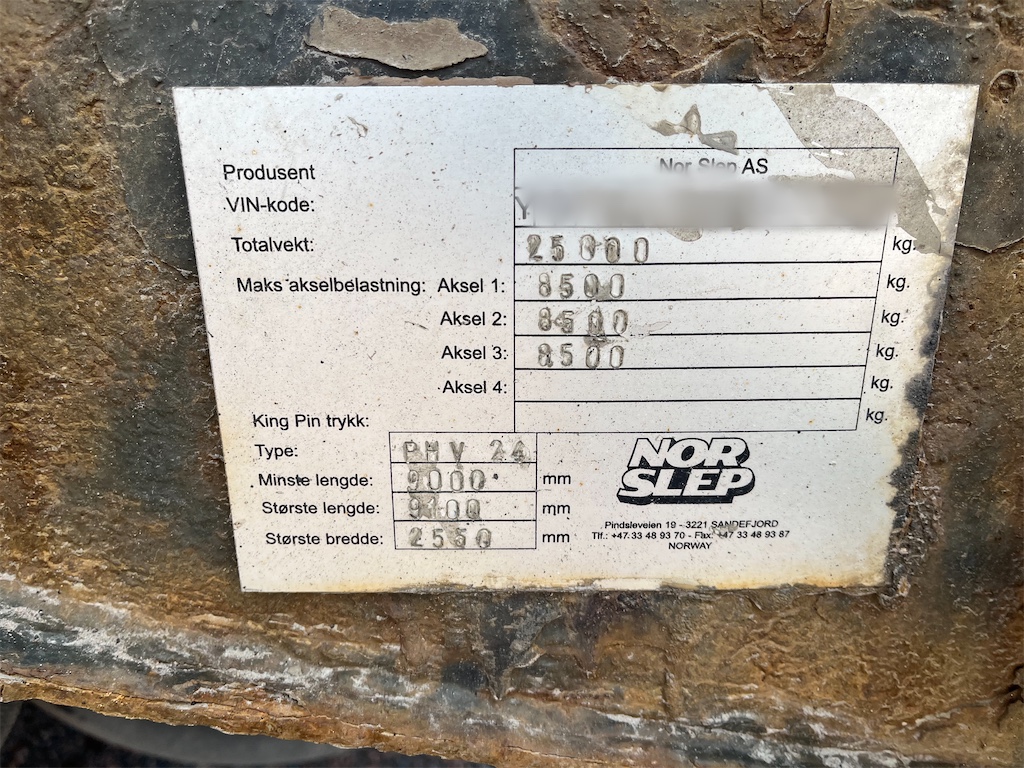 Produsent Nor Slep AS
VIN-kode: Y
Totalvekt: 25000 kg.
Maks akselbelastning: Aksel 1: 8500 kg.
Aksel 2: 8500 kg.
Aksel 3: 8500 kg.
Aksel 4: kg.
King Pin trykk: kg.
Type: PHV 24
Minste lengde: 9000 mm
Største lengde: 9100 mm
Største bredde: 2550 mm
NOR
SLEP
Pindsleveien 19 - 3221 SANDEFJORD
Tlf.: +47 33 48 93 70 - Fax: +47 33 48 93 87
NORWAY